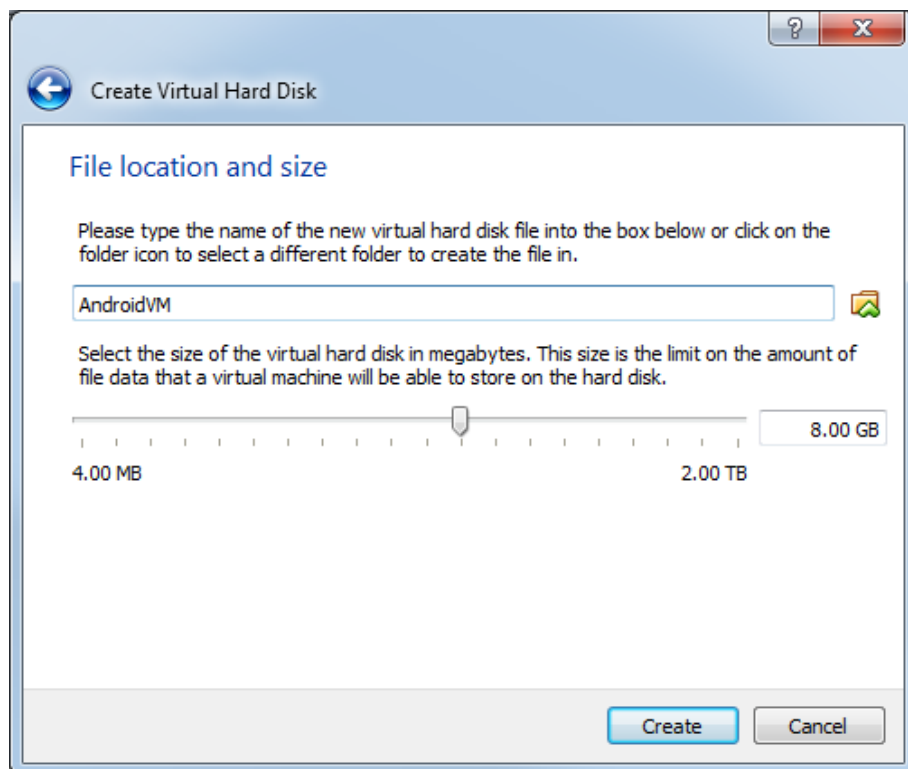 Create Virtual Hard Disk
File location and size
Please type the name of the new virtual hard disk file into the box below or click on the
folder icon to select a different folder to create the file in.
AndroidVM
Select the size of the virtual hard disk in megabytes. This size is the limit on the amount of
file data that a virtual machine will be able to store on the hard disk.
8.00 GB
4.00 MB 2.00 TB
Create Cancel